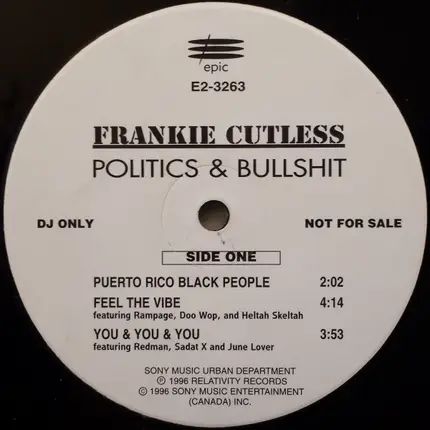 epic
E2-3263
FRANKIE CUTLESS
POLITICS & BULLSHIT
DJ ONLY
NOT FOR SALE
SIDE ONE
PUERTO RICO BLACK PEOPLE 2:02
FEEL THE VIBE 4:14
featuring Rampage, Doo Wop, and Heltah Skeltah
YOU & YOU & YOU 3:53
featuring Redman, Sadat X and June Lover
SONY MUSIC URBAN DEPARTMENT
Ⓟ 1996 RELATIVITY RECORDS
© 1996 SONY MUSIC ENTERTAINMENT
(CANADA) INC.